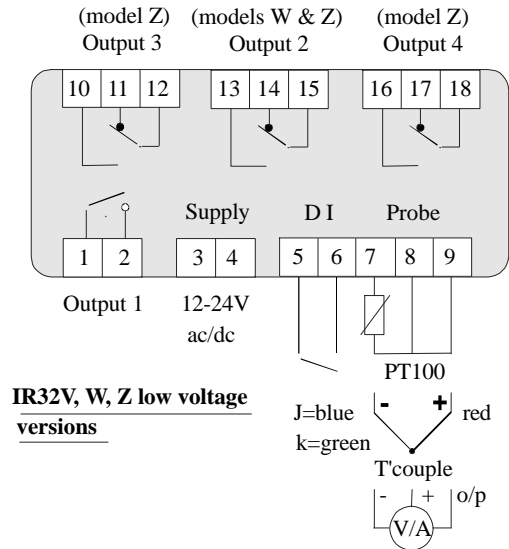 (model Z) (models W & Z) (model Z)
Output 3 Output 2 Output 4
10 11 12 13 14 15 16 17 18
Supply D I Probe
1 2 3 4 5 6 7 8 9
Output 1 12-24V
ac/dc
PT100
IR32V, W, Z low voltage
versions
- +
J=blue red
k=green
T'couple
- + o/p
V/A